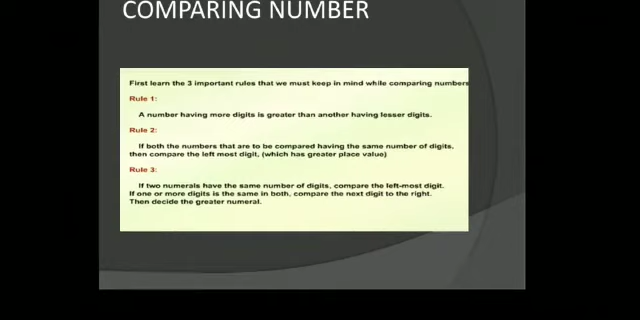 COMPARING NUMBER
First learn the 3 important rules that we must keep in mind while comparing numbers
Rule 1:
A number having more digits is greater than another having lesser digits.
Rule 2:
If both the numbers that are to be compared having the same number of digits,
then compare the left most digit, (which has greater place value)
Rule 3:
If two numerals have the same number of digits, compare the left-most digit.
If one or more digits is the same in both, compare the next digit to the right.
Then decide the greater numeral.